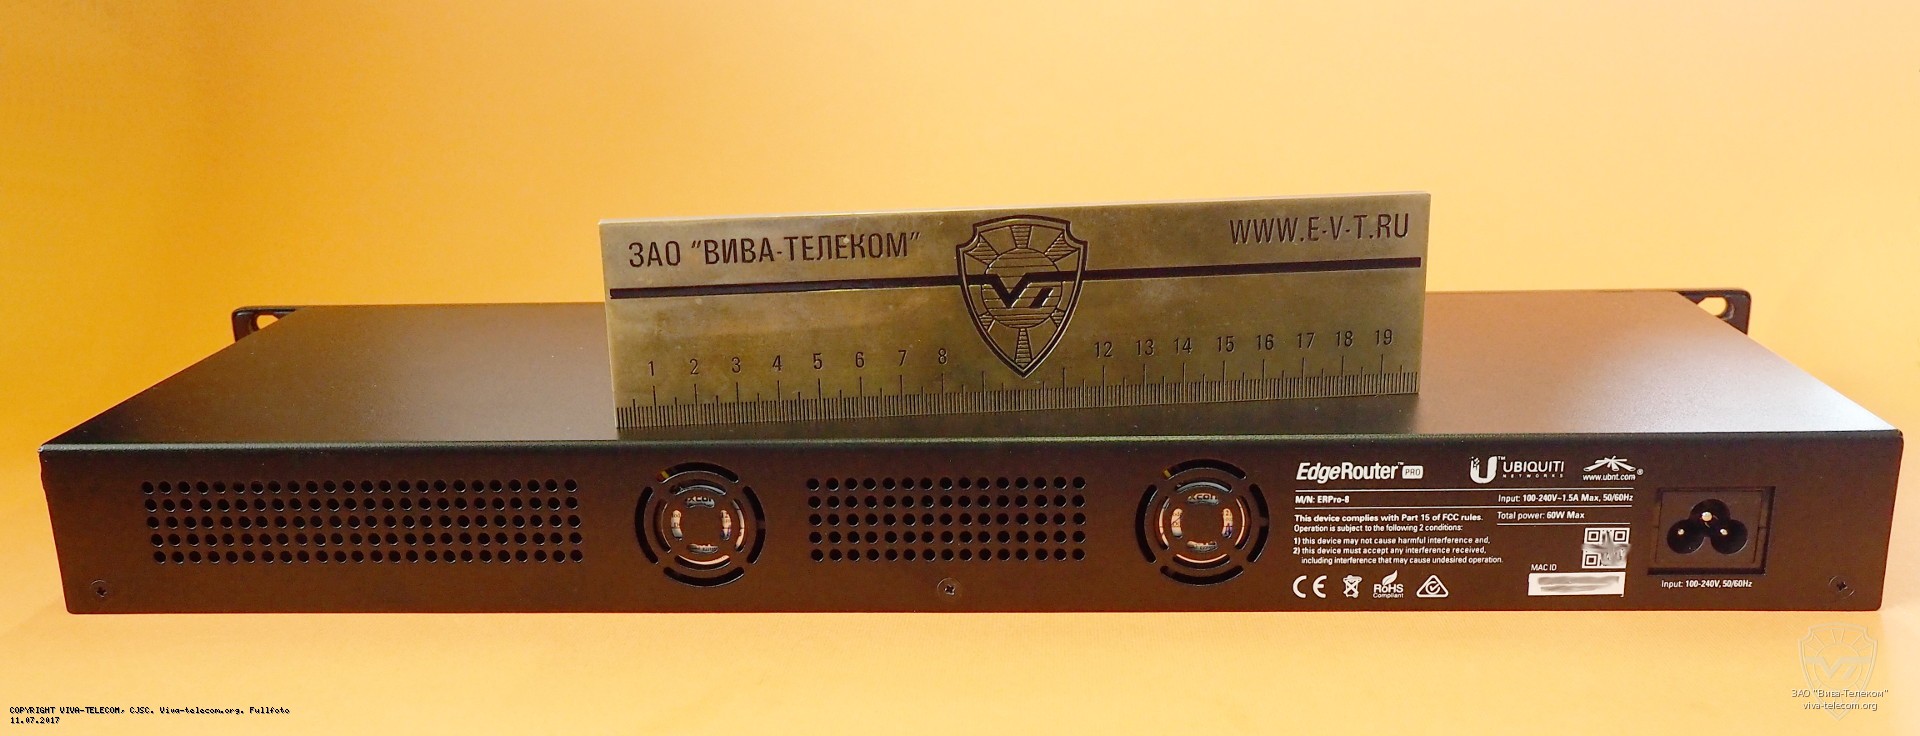 ЗАО "ВИВА-ТЕЛЕКОМ"
WWW.E-V-T.RU
1 2 3 4 5 6 7 8 12 13 14 15 16 17 18 19
EdgeRouter™ PRO
UBIQUITI™
NETWORKS
www.ubnt.com®
M/N: ERPro-8
Input: 100-240V~1.5A Max, 50/60Hz
Total power: 60W Max
This device complies with Part 15 of FCC rules.
Operation is subject to the following 2 conditions:
1) this device may not cause harmful interference and,
2) this device must accept any interference received,
including interference that may cause undesired operation.
MAC ID
CE
RoHS
Compliant
Input: 100-240V, 50/60Hz
ЗАО "Вива-Телеком"
viva-telecom.org
COPYRIGHT VIVA-TELECOM, CJSC. Viva-telecom.org. Fullfoto
11.07.2017